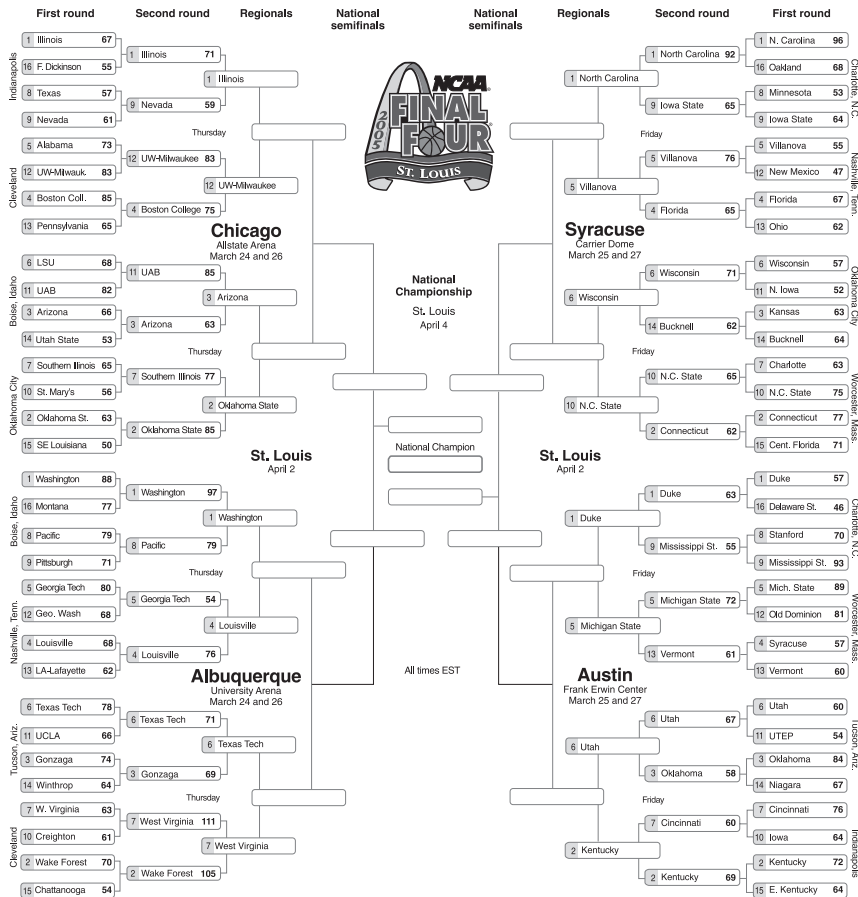 First round
Second round
Regionals
National
semifinals
National
semifinals
Regionals
Second round
First round
NCAA
FINAL
FOUR
2005
ST. LOUIS
Indianapolis
1 Illinois 67
16 F. Dickinson 55
8 Texas 57
9 Nevada 61
Cleveland
5 Alabama 73
12 UW-Milwauk. 83
4 Boston Coll. 85
13 Pennsylvania 65
Boise, Idaho
6 LSU 68
11 UAB 82
3 Arizona 66
14 Utah State 53
Oklahoma City
7 Southern Illinois 65
10 St. Mary's 56
2 Oklahoma St. 63
15 SE Louisiana 50
Boise, Idaho
1 Washington 88
16 Montana 77
8 Pacific 79
9 Pittsburgh 71
Nashville, Tenn.
5 Georgia Tech 80
12 Geo. Wash 68
4 Louisville 68
13 LA-Lafayette 62
Tucson, Ariz.
6 Texas Tech 78
11 UCLA 66
3 Gonzaga 74
14 Winthrop 64
Cleveland
7 W. Virginia 63
10 Creighton 61
2 Wake Forest 70
15 Chattanooga 54
1 Illinois 71
9 Nevada 59
Thursday
12 UW-Milwaukee 83
4 Boston College 75
11 UAB 85
3 Arizona 63
Thursday
7 Southern Illinois 77
2 Oklahoma State 85
1 Washington 97
8 Pacific 79
Thursday
5 Georgia Tech 54
4 Louisville 76
6 Texas Tech 71
3 Gonzaga 69
Thursday
7 West Virginia 111
2 Wake Forest 105
1 Illinois
12 UW-Milwaukee
Chicago
Allstate Arena
March 24 and 26
3 Arizona
2 Oklahoma State
St. Louis
April 2
1 Washington
4 Louisville
Albuquerque
University Arena
March 24 and 26
6 Texas Tech
7 West Virginia
National
Championship
St. Louis
April 4
National Champion
All times EST
1 North Carolina
5 Villanova
Syracuse
Carrier Dome
March 25 and 27
6 Wisconsin
10 N.C. State
St. Louis
April 2
1 Duke
5 Michigan State
Austin
Frank Erwin Center
March 25 and 27
6 Utah
2 Kentucky
1 North Carolina 92
9 Iowa State 65
Friday
5 Villanova 76
4 Florida 65
6 Wisconsin 71
14 Bucknell 62
Friday
10 N.C. State 65
2 Connecticut 62
1 Duke 63
9 Mississippi St. 55
Friday
5 Michigan State 72
13 Vermont 61
6 Utah 67
3 Oklahoma 58
Friday
7 Cincinnati 60
2 Kentucky 69
1 N. Carolina 96
16 Oakland 68
8 Minnesota 53
9 Iowa State 64
Charlotte, N.C.
5 Villanova 55
12 New Mexico 47
4 Florida 67
13 Ohio 62
Nashville, Tenn.
6 Wisconsin 57
11 N. Iowa 52
3 Kansas 63
14 Bucknell 64
Oklahoma City
7 Charlotte 63
10 N.C. State 75
2 Connecticut 77
15 Cent. Florida 71
Worcester, Mass.
1 Duke 57
16 Delaware St. 46
8 Stanford 70
9 Mississippi St. 93
Charlotte, N.C.
5 Mich. State 89
12 Old Dominion 81
4 Syracuse 57
13 Vermont 60
Worcester, Mass.
6 Utah 60
11 UTEP 54
3 Oklahoma 84
14 Niagara 67
Tucson, Ariz.
7 Cincinnati 76
10 Iowa 64
2 Kentucky 72
15 E. Kentucky 64
Indianapolis